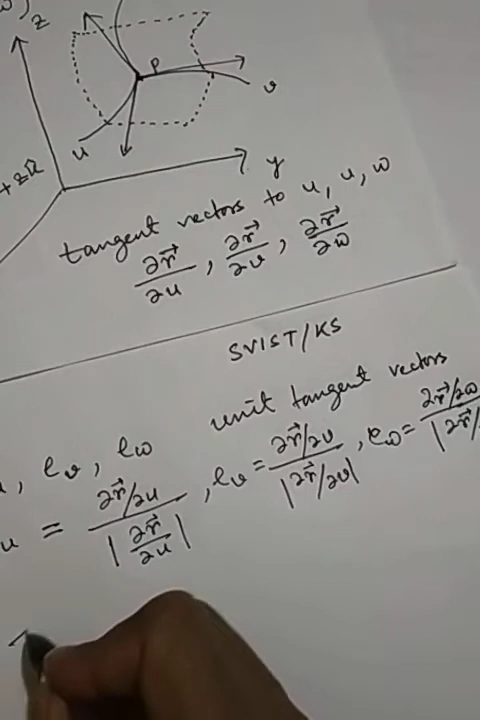 z
P
v
u
y
+ zk̂
tangent vectors to u, u, w
∂r⃗/∂u, ∂r⃗/∂v, ∂r⃗/∂w
SVIST/KS
, e_v, e_w unit tangent vectors
u = (∂r⃗/∂u)/|∂r⃗/∂u|, e_v = (∂r⃗/∂v)/|∂r⃗/∂v|, e_w = (∂r⃗/∂w)/|∂r⃗/